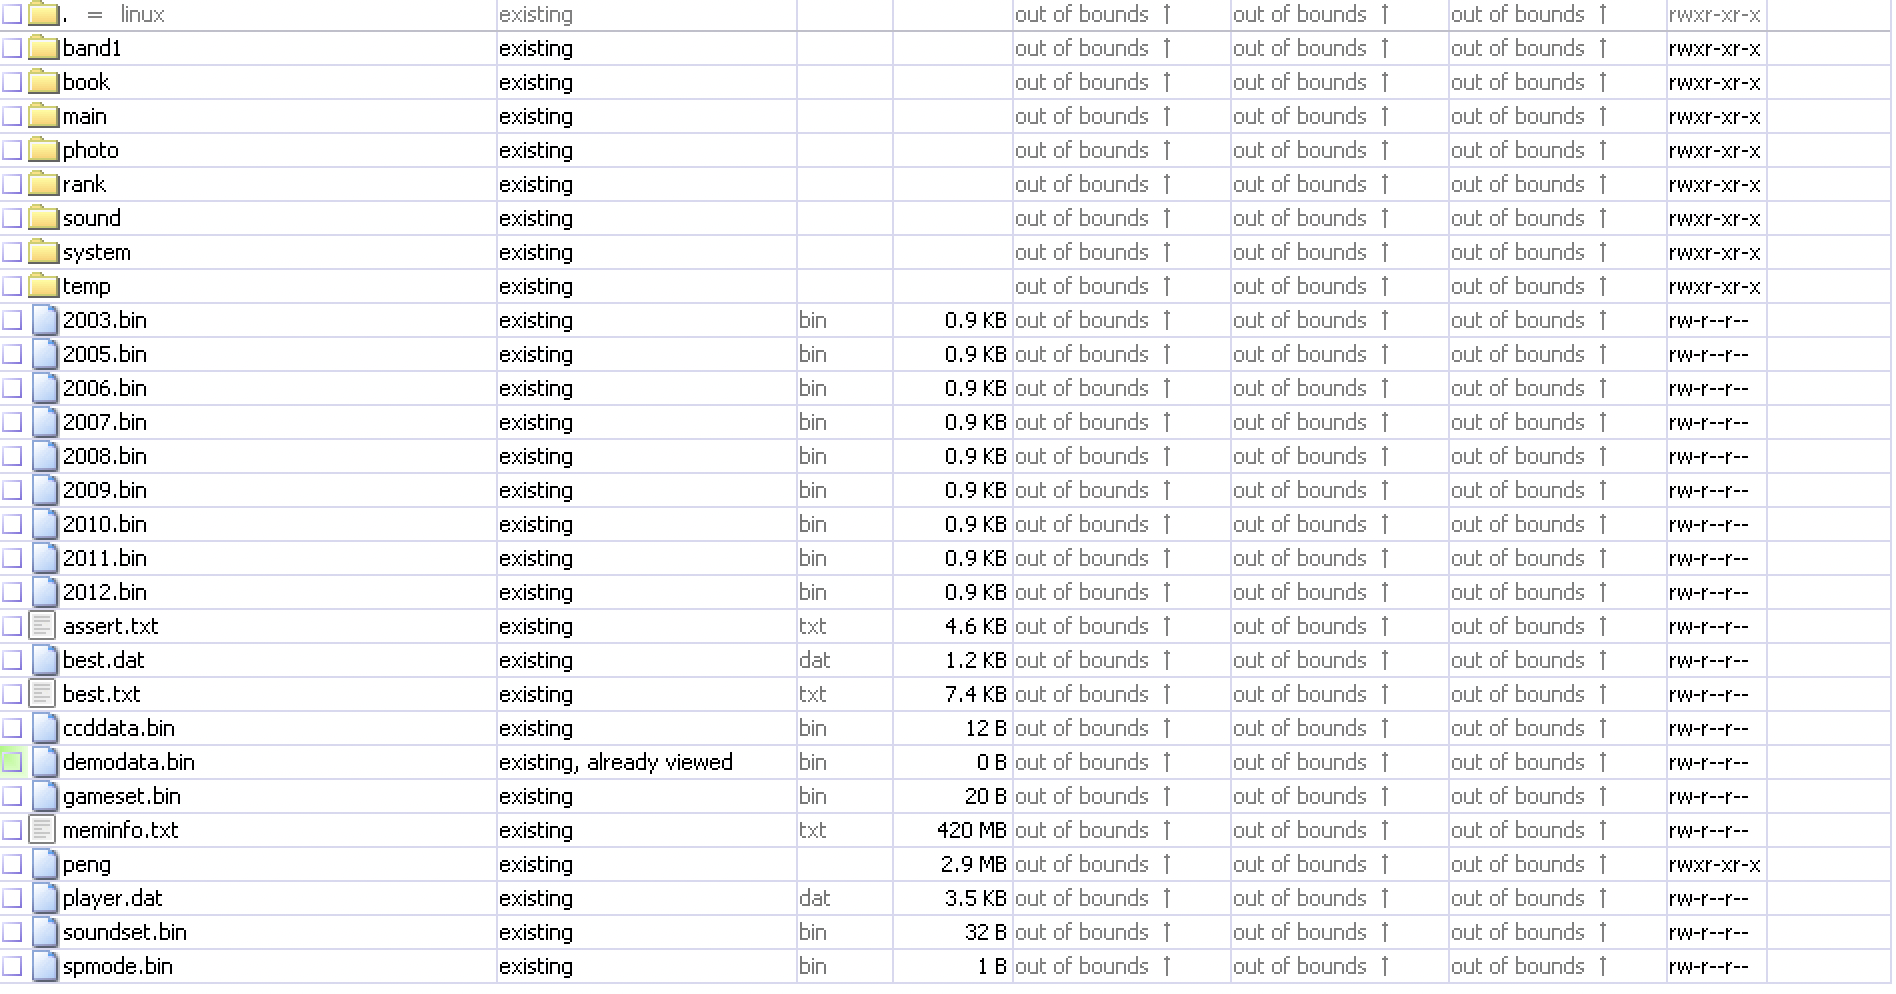 . = linux existing out of bounds ↑ out of bounds ↑ out of bounds ↑ rwxr-xr-x
band1 existing out of bounds ↑ out of bounds ↑ out of bounds ↑ rwxr-xr-x
book existing out of bounds ↑ out of bounds ↑ out of bounds ↑ rwxr-xr-x
main existing out of bounds ↑ out of bounds ↑ out of bounds ↑ rwxr-xr-x
photo existing out of bounds ↑ out of bounds ↑ out of bounds ↑ rwxr-xr-x
rank existing out of bounds ↑ out of bounds ↑ out of bounds ↑ rwxr-xr-x
sound existing out of bounds ↑ out of bounds ↑ out of bounds ↑ rwxr-xr-x
system existing out of bounds ↑ out of bounds ↑ out of bounds ↑ rwxr-xr-x
temp existing out of bounds ↑ out of bounds ↑ out of bounds ↑ rwxr-xr-x
2003.bin existing bin 0.9 KB out of bounds ↑ out of bounds ↑ out of bounds ↑ rw-r--r--
2005.bin existing bin 0.9 KB out of bounds ↑ out of bounds ↑ out of bounds ↑ rw-r--r--
2006.bin existing bin 0.9 KB out of bounds ↑ out of bounds ↑ out of bounds ↑ rw-r--r--
2007.bin existing bin 0.9 KB out of bounds ↑ out of bounds ↑ out of bounds ↑ rw-r--r--
2008.bin existing bin 0.9 KB out of bounds ↑ out of bounds ↑ out of bounds ↑ rw-r--r--
2009.bin existing bin 0.9 KB out of bounds ↑ out of bounds ↑ out of bounds ↑ rw-r--r--
2010.bin existing bin 0.9 KB out of bounds ↑ out of bounds ↑ out of bounds ↑ rw-r--r--
2011.bin existing bin 0.9 KB out of bounds ↑ out of bounds ↑ out of bounds ↑ rw-r--r--
2012.bin existing bin 0.9 KB out of bounds ↑ out of bounds ↑ out of bounds ↑ rw-r--r--
assert.txt existing txt 4.6 KB out of bounds ↑ out of bounds ↑ out of bounds ↑ rw-r--r--
best.dat existing dat 1.2 KB out of bounds ↑ out of bounds ↑ out of bounds ↑ rw-r--r--
best.txt existing txt 7.4 KB out of bounds ↑ out of bounds ↑ out of bounds ↑ rw-r--r--
ccddata.bin existing bin 12 B out of bounds ↑ out of bounds ↑ out of bounds ↑ rw-r--r--
demodata.bin existing, already viewed bin 0 B out of bounds ↑ out of bounds ↑ out of bounds ↑ rw-r--r--
gameset.bin existing bin 20 B out of bounds ↑ out of bounds ↑ out of bounds ↑ rw-r--r--
meminfo.txt existing txt 420 MB out of bounds ↑ out of bounds ↑ out of bounds ↑ rw-r--r--
peng existing 2.9 MB out of bounds ↑ out of bounds ↑ out of bounds ↑ rwxr-xr-x
player.dat existing dat 3.5 KB out of bounds ↑ out of bounds ↑ out of bounds ↑ rw-r--r--
soundset.bin existing bin 32 B out of bounds ↑ out of bounds ↑ out of bounds ↑ rw-r--r--
spmode.bin existing bin 1 B out of bounds ↑ out of bounds ↑ out of bounds ↑ rw-r--r--